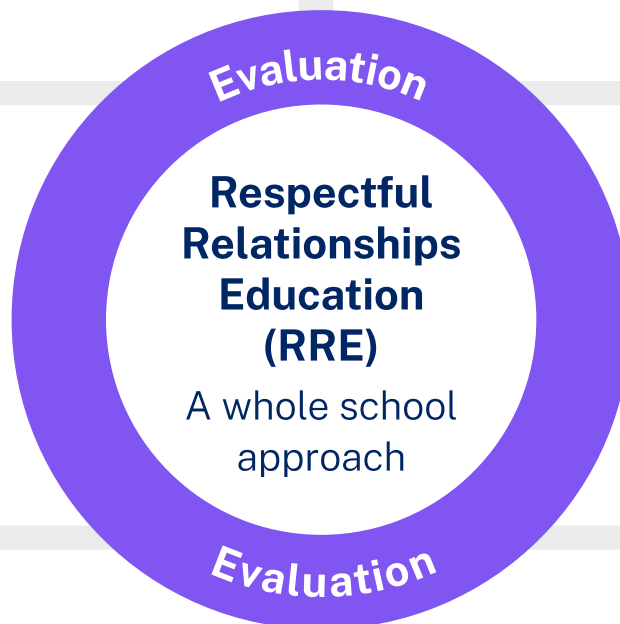 Evaluation
Respectful
Relationships
Education
(RRE)
A whole school
approach
Evaluation